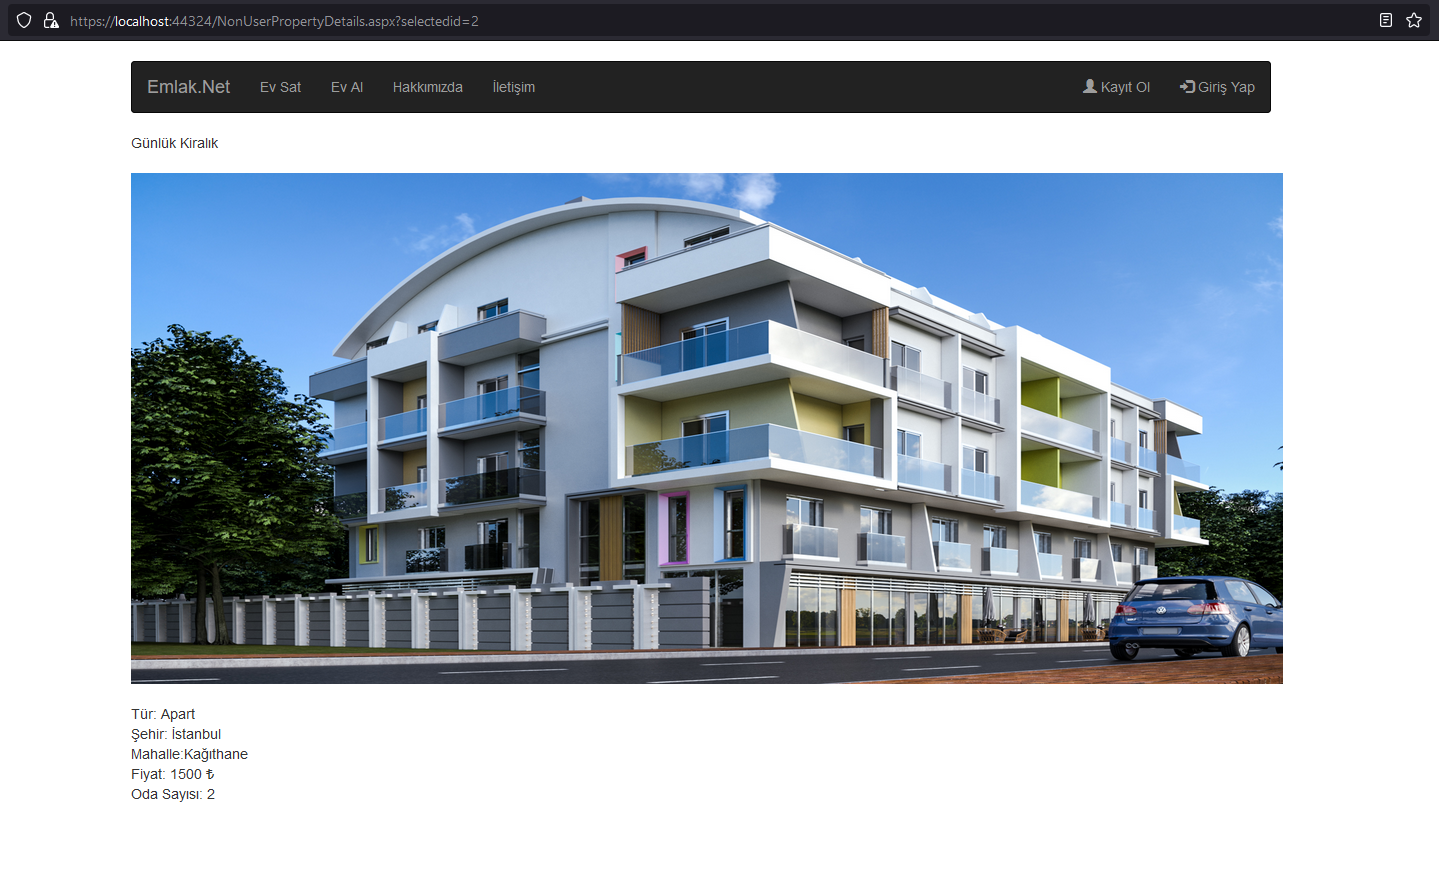 https://localhost:44324/NonUserPropertyDetails.aspx?selectedid=2
Emlak.Net Ev Sat Ev Al Hakkımızda İletişim Kayıt Ol Giriş Yap
Günlük Kiralık
Tür: Apart
Şehir: İstanbul
Mahalle:Kağıthane
Fiyat: 1500 ₺
Oda Sayısı: 2